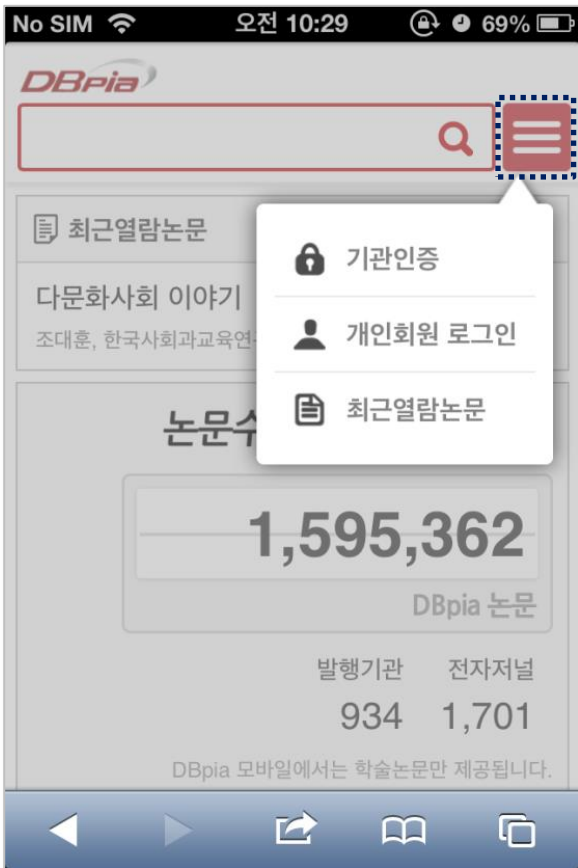 No SIM 오전 10:29 69%
DBpia
최근열람논문
기관인증
다문화사회 이야기
조대훈, 한국사회과교육연
개인회원 로그인
최근열람논문
논문수
1,595,362
DBpia 논문
발행기관 전자저널
934 1,701
DBpia 모바일에서는 학술논문만 제공됩니다.